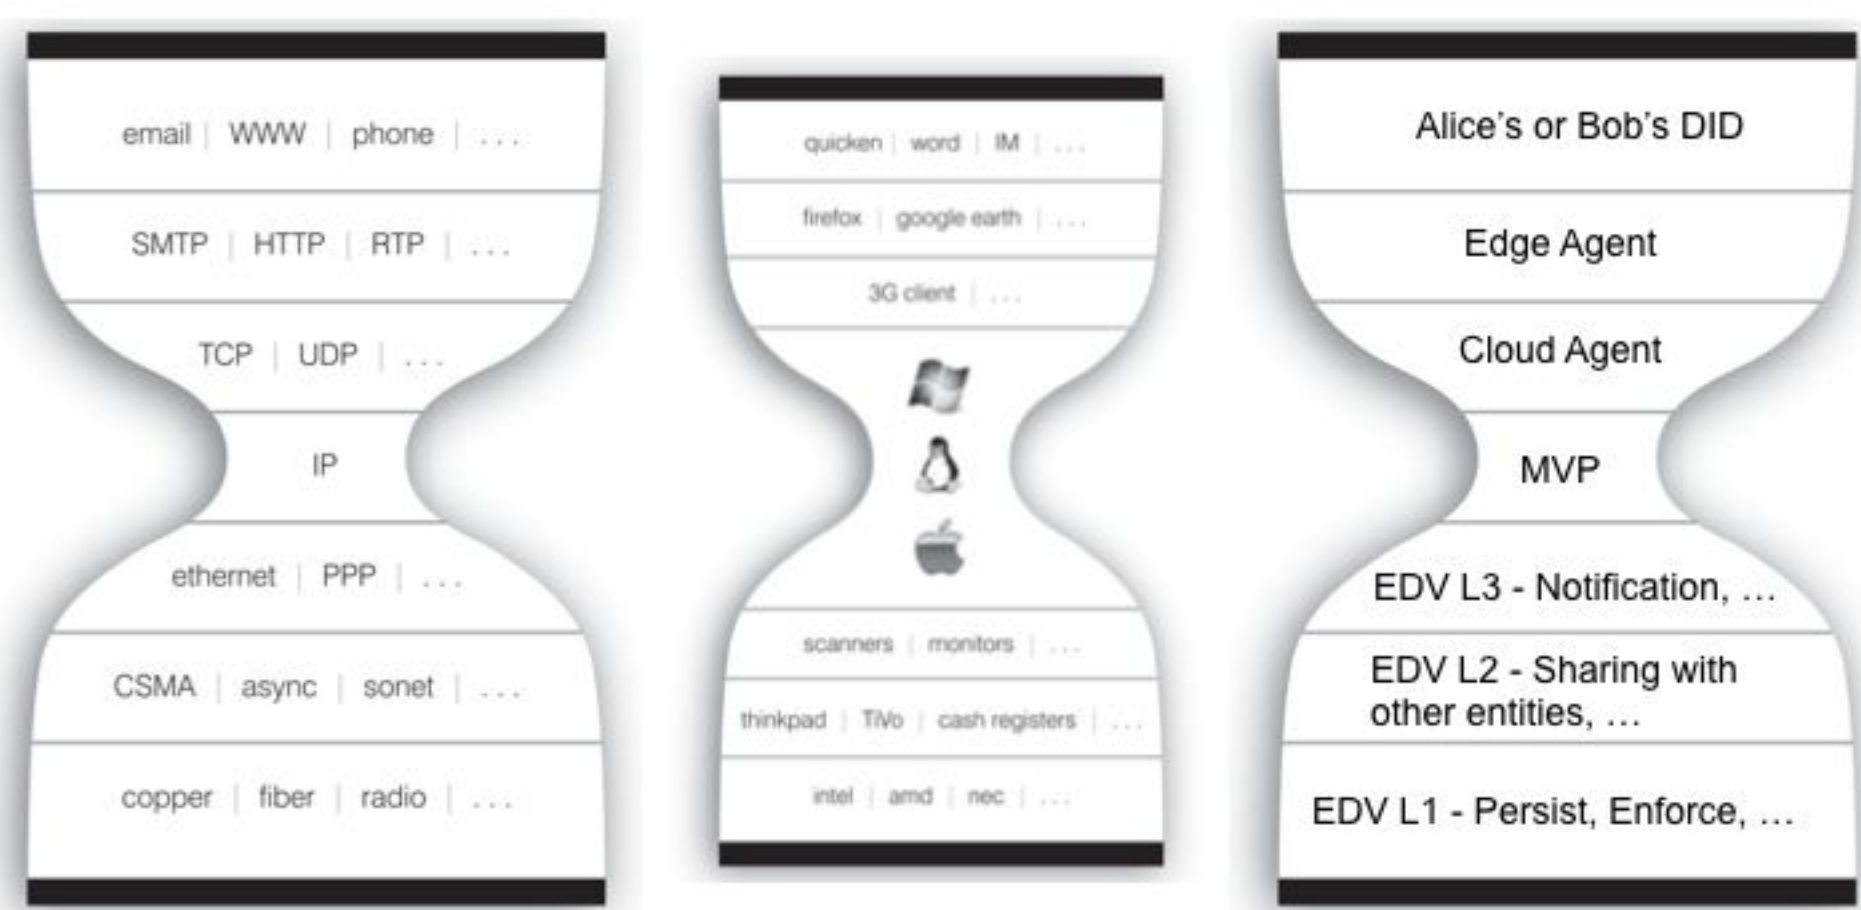 email | WWW | phone | ...
SMTP | HTTP | RTP | ...
TCP | UDP | ...
IP
ethernet | PPP | ...
CSMA | async | sonet | ...
copper | fiber | radio | ...
quicken | word | IM | ...
firefox | google earth | ...
3G client | ...
scanners | monitors | ...
thinkpad | TiVo | cash registers | ...
intel | amd | nec | ...
Alice's or Bob's DID
Edge Agent
Cloud Agent
MVP
EDV L3 - Notification, ...
EDV L2 - Sharing with
other entities, ...
EDV L1 - Persist, Enforce, ...